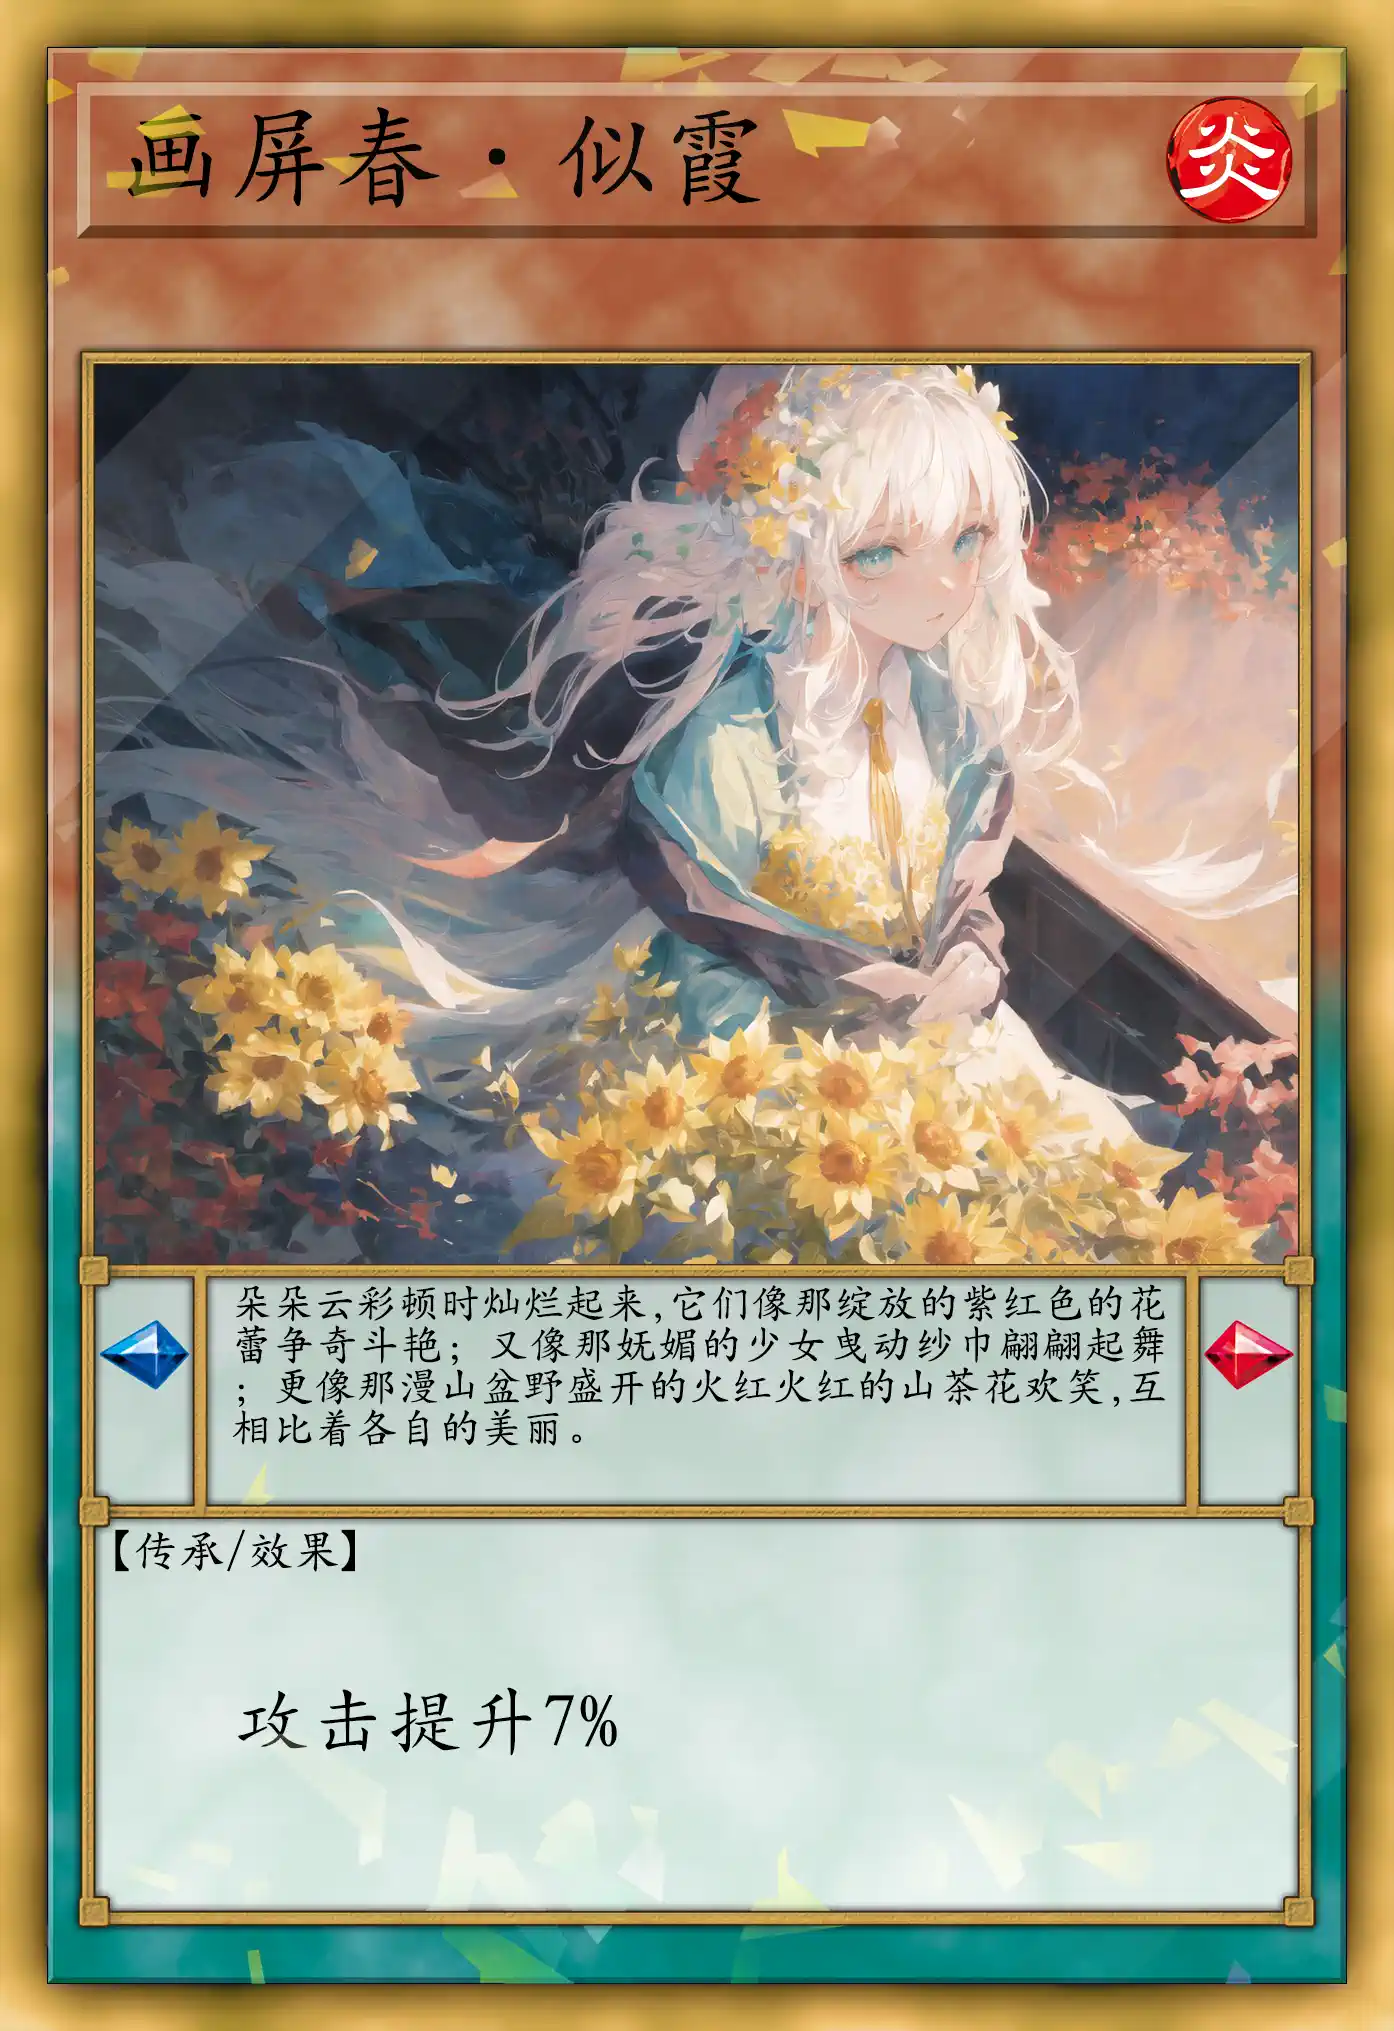 画屏春·似霞
炎
朵朵云彩顿时灿烂起来,它们像那绽放的紫红色的花
蕾争奇斗艳;又像那妩媚的少女曳动纱巾翩翩起舞
;更像那漫山盆野盛开的火红火红的山茶花欢笑,互
相比着各自的美丽。
【传承/效果】
攻击提升7%